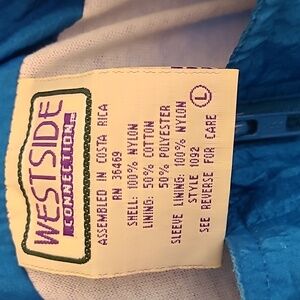 WESTSIDE
CONNECTION
ASSEMBLED IN COSTA RICA
RN 36469
SHELL: 100% NYLON
LINING: 50% COTTON
50% POLYESTER
SLEEVE LINING: 100% NYLON
STYLE 1092
SEE REVERSE FOR CARE
L